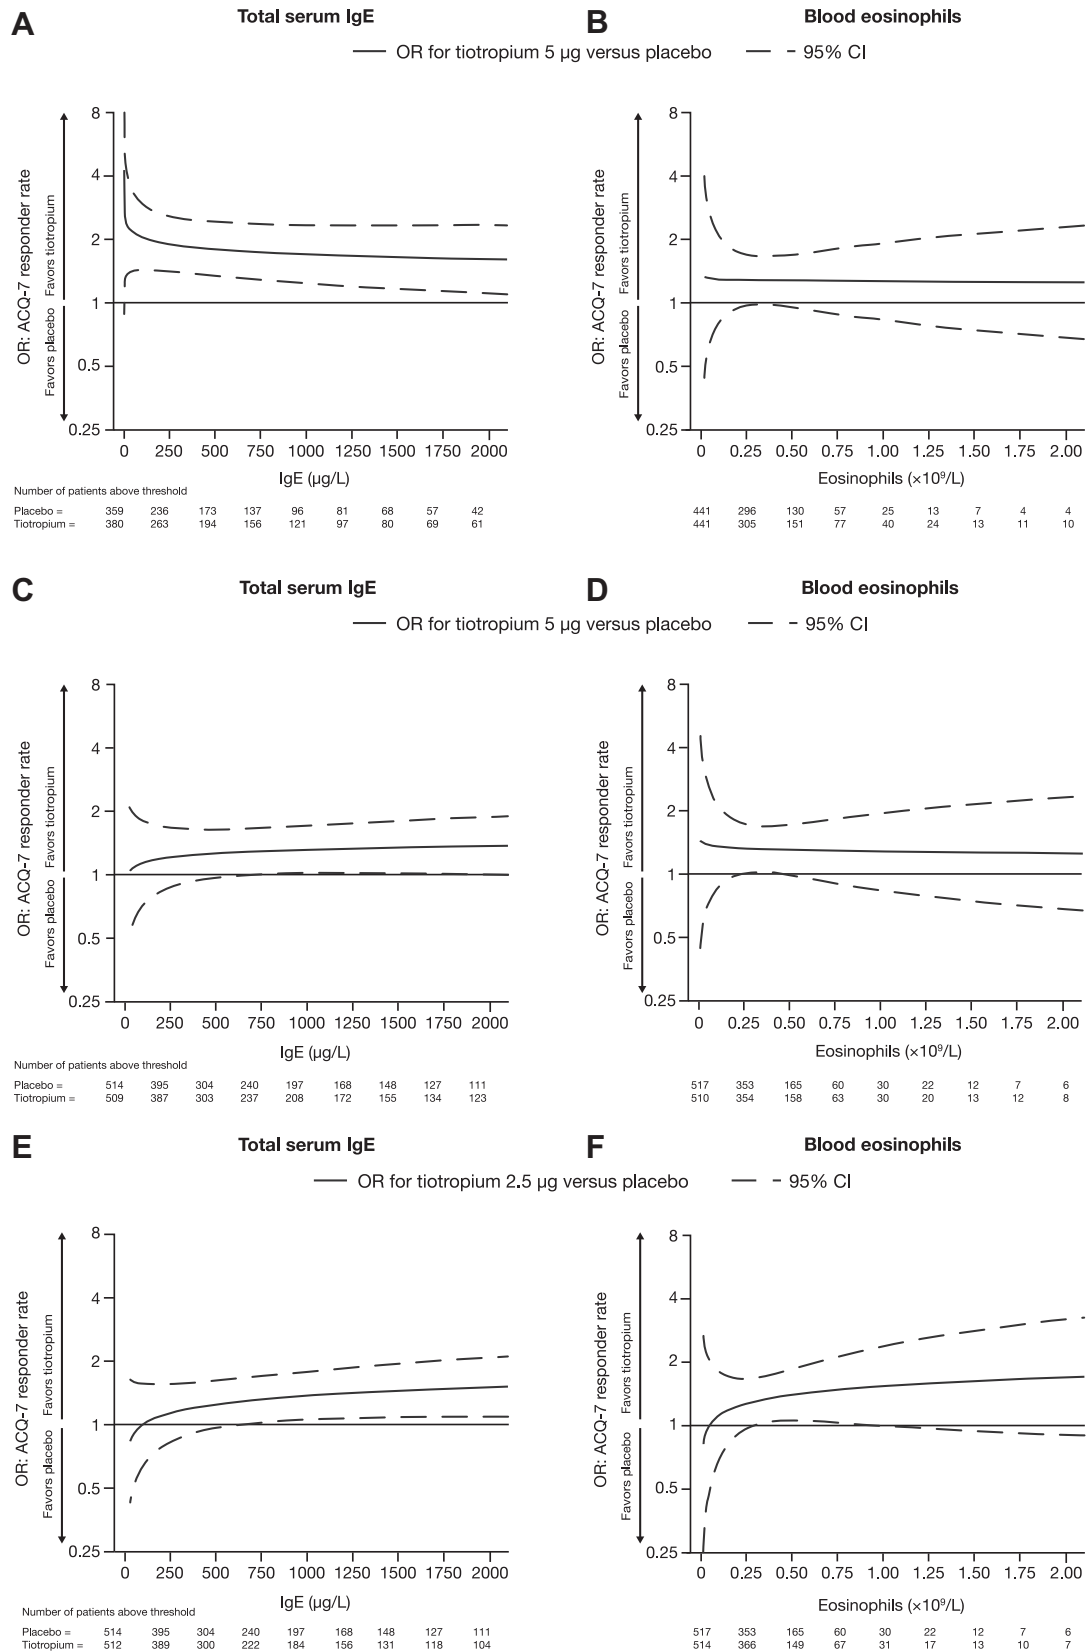 A
Total serum IgE
B
Blood eosinophils
OR for tiotropium 5 µg versus placebo
95% CI
OR: ACQ-7 responder rate
Favors placebo Favors tiotropium
8
4
2
1
0.5
0.25
0 250 500 750 1000 1250 1500 1750 2000
IgE (µg/L)
OR: ACQ-7 responder rate
Favors placebo Favors tiotropium
8
4
2
1
0.5
0.25
0 0.25 0.50 0.75 1.00 1.25 1.50 1.75 2.00
Eosinophils (×10⁹/L)
Number of patients above threshold
Placebo = 359 236 173 137 96 81 68 57 42
Tiotropium = 380 263 194 156 121 97 80 69 61
441 296 130 57 25 13 7 4 4
441 305 151 77 40 24 13 11 10
C
Total serum IgE
D
Blood eosinophils
OR for tiotropium 5 µg versus placebo
95% CI
OR: ACQ-7 responder rate
Favors placebo Favors tiotropium
8
4
2
1
0.5
0.25
0 250 500 750 1000 1250 1500 1750 2000
IgE (µg/L)
OR: ACQ-7 responder rate
Favors placebo Favors tiotropium
8
4
2
1
0.5
0.25
0 0.25 0.50 0.75 1.00 1.25 1.50 1.75 2.00
Eosinophils (×10⁹/L)
Number of patients above threshold
Placebo = 514 395 304 240 197 168 148 127 111
Tiotropium = 509 387 303 237 208 172 155 134 123
517 353 165 60 30 22 12 7 6
510 354 158 63 30 20 13 12 8
E
Total serum IgE
F
Blood eosinophils
OR for tiotropium 2.5 µg versus placebo
95% CI
OR: ACQ-7 responder rate
Favors placebo Favors tiotropium
8
4
2
1
0.5
0.25
0 250 500 750 1000 1250 1500 1750 2000
IgE (µg/L)
OR: ACQ-7 responder rate
Favors placebo Favors tiotropium
8
4
2
1
0.5
0.25
0 0.25 0.50 0.75 1.00 1.25 1.50 1.75 2.00
Eosinophils (×10⁹/L)
Number of patients above threshold
Placebo = 514 395 304 240 197 168 148 127 111
Tiotropium = 512 389 300 222 184 156 131 118 104
517 353 165 60 30 22 12 7 6
514 366 149 67 31 17 13 10 7